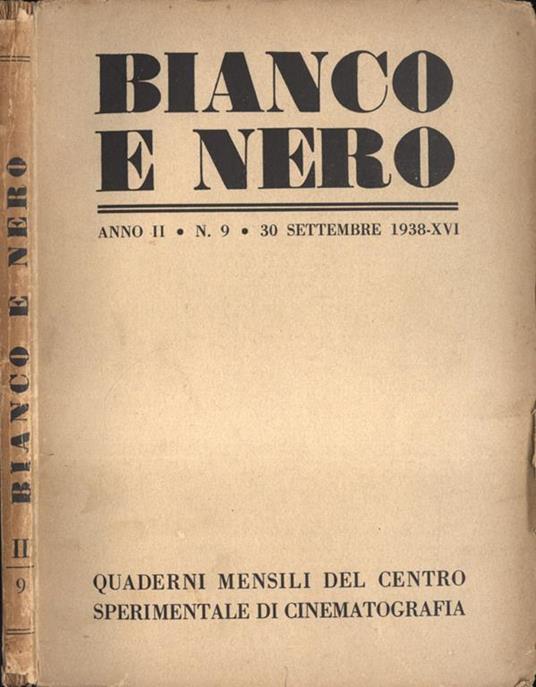 BIANCO E NERO
II
9
BIANCO
E NERO
ANNO II • N. 9 • 30 SETTEMBRE 1938-XVI
QUADERNI MENSILI DEL CENTRO
SPERIMENTALE DI CINEMATOGRAFIA